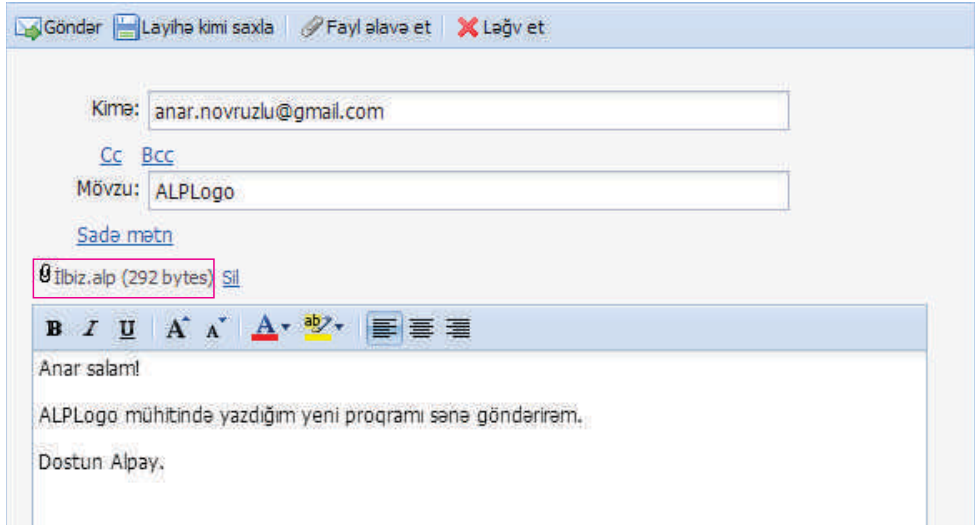 Göndər Layihə kimi saxla Fayl əlavə et Ləğv et
Kimə: anar.novruzlu@gmail.com
Cc Bcc
Mövzu: ALPLogo
Sadə mətn
İlbiz.alp (292 bytes) Sil
B I U A A A ab
Anar salam!
ALPLogo mühitində yazdığım yeni proqramı sənə göndərirəm.
Dostun Alpay.